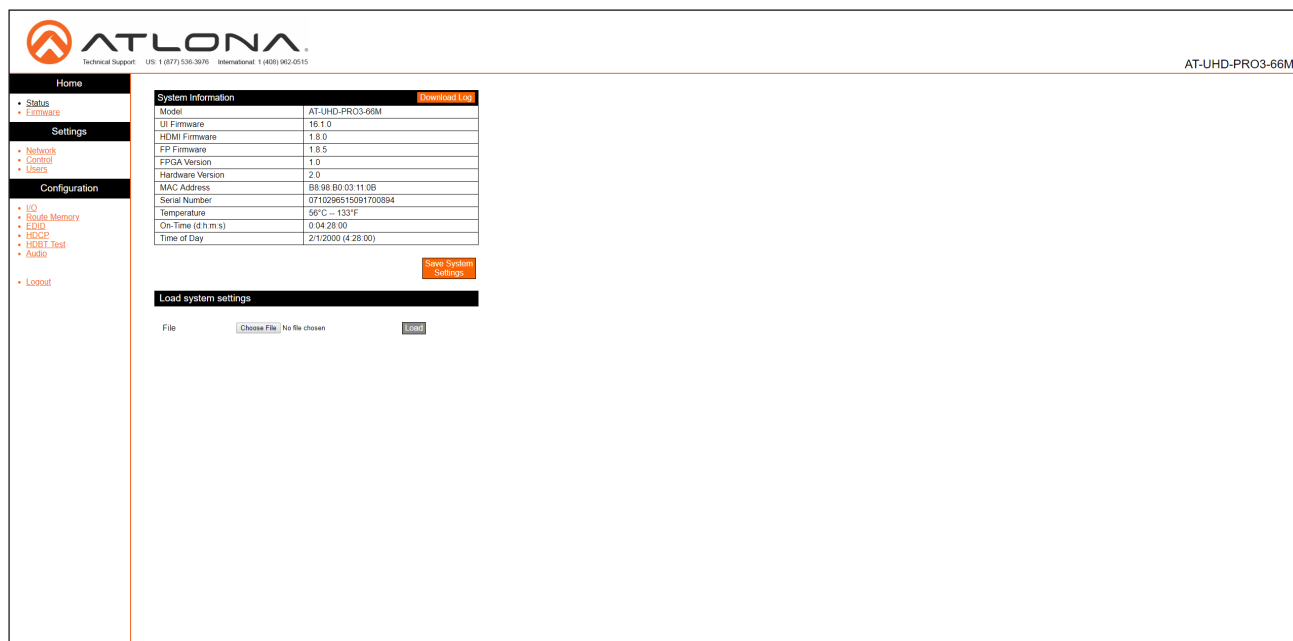 ATLONA®
Technical Support: US: 1 (877) 536-3976 International: 1 (408) 962-0515
AT-UHD-PRO3-66M
Home
• Status
• Firmware
Settings
• Network
• Control
• Users
Configuration
• I/O
• Route Memory
• EDID
• HDCP
• HDBT Test
• Audio
• Logout
System Information Download Log
Model AT-UHD-PRO3-66M
UI Firmware 16.1.0
HDMI Firmware 1.8.0
FP Firmware 1.8.5
FPGA Version 1.0
Hardware Version 2.0
MAC Address B8:98:B0:03:11:0B
Serial Number 0710296515091700894
Temperature 56°C -- 133°F
On-Time (d:h:m:s) 0:04:28:00
Time of Day 2/1/2000 (4:28:00)
Save System
Settings
Load system settings
File Choose File No file chosen Load